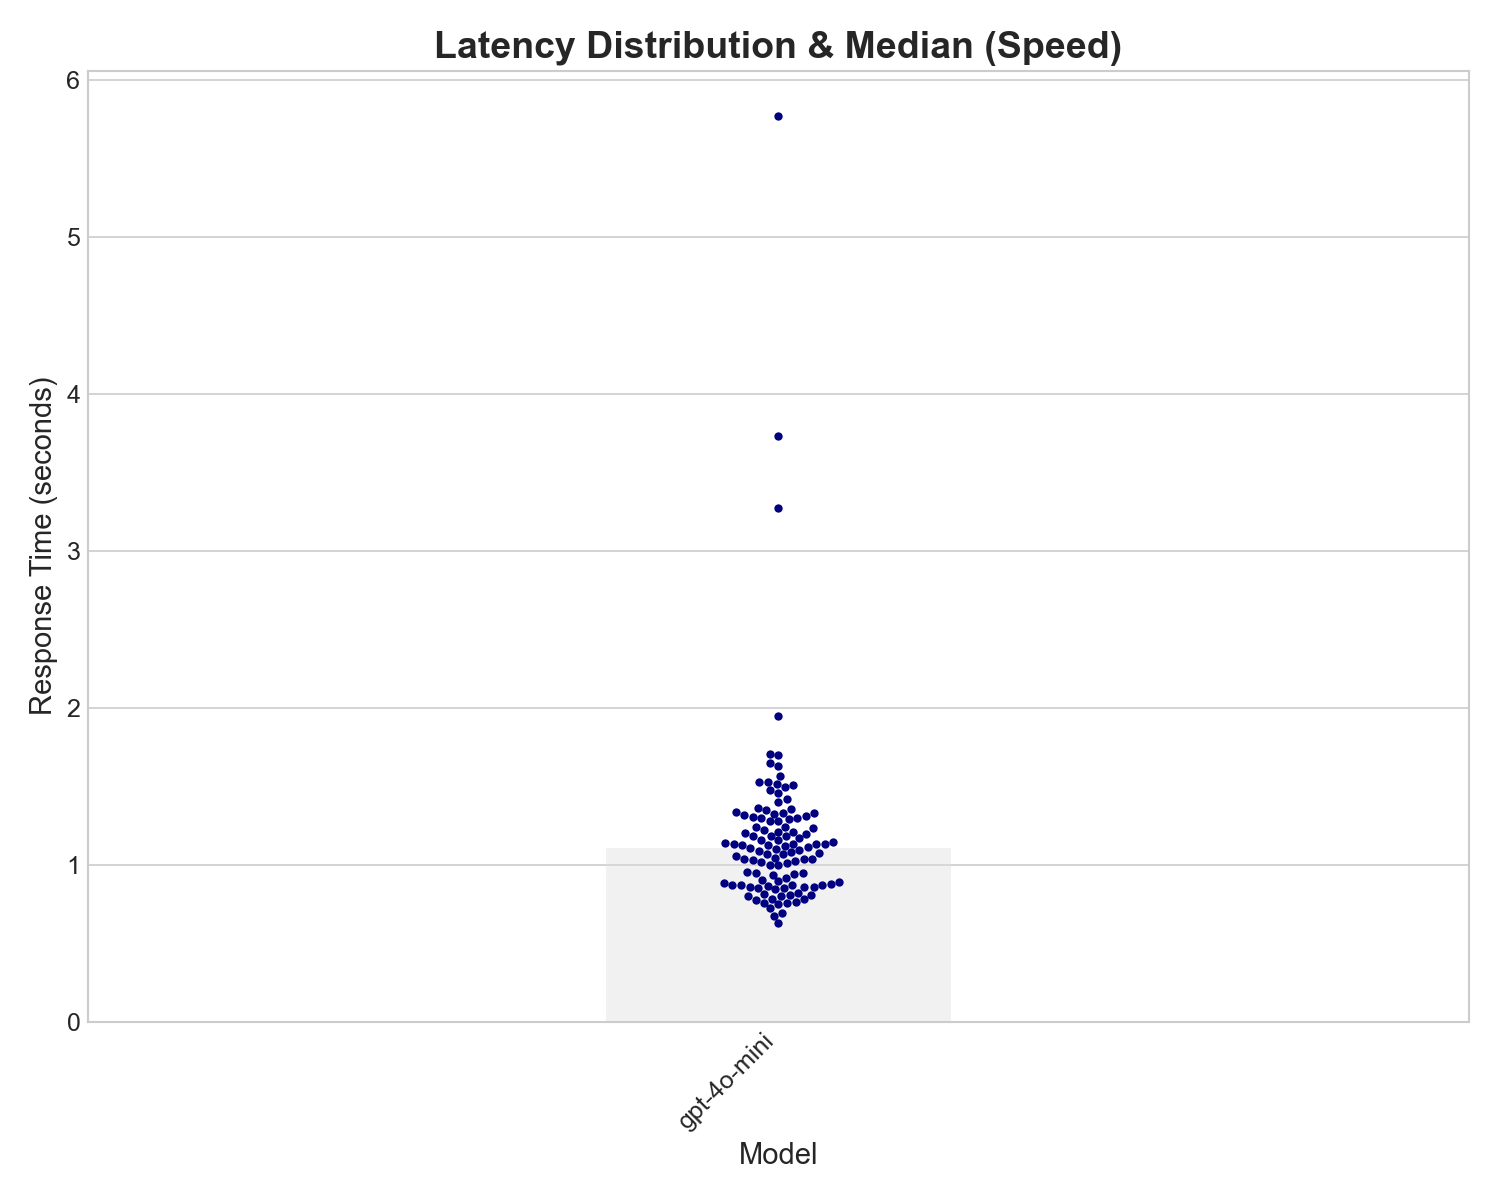 Latency Distribution & Median (Speed)
6
5
4
3
2
1
0
Response Time (seconds)
gpt-4o-mini
Model